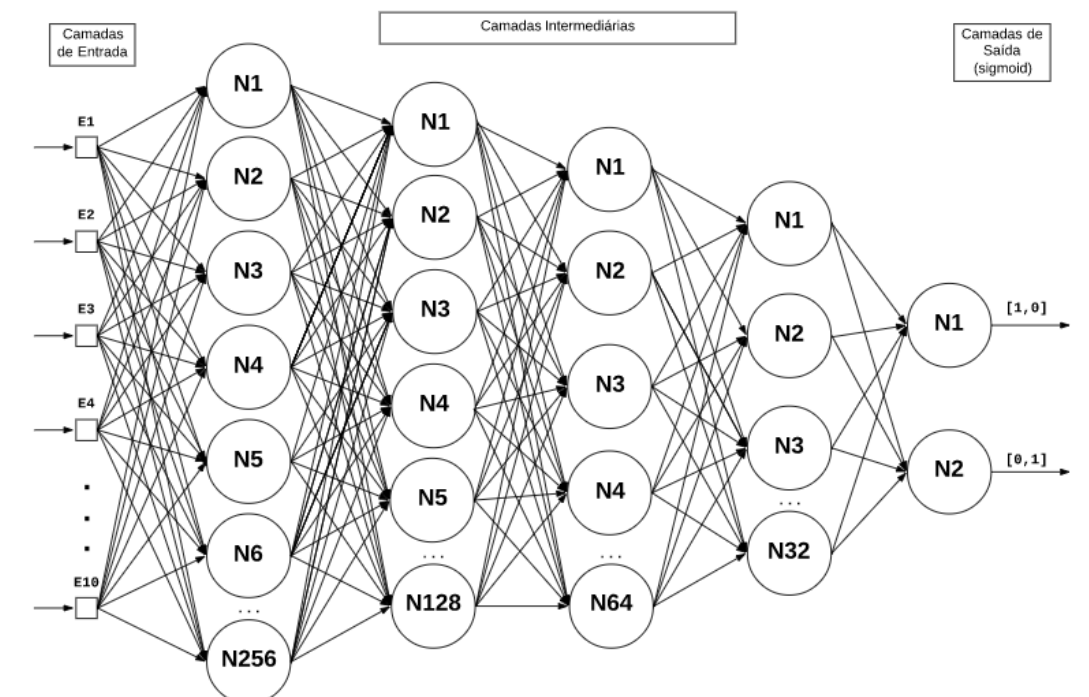 Camadas
de Entrada
Camadas Intermediárias
Camadas de
Saída
(sigmoid)
E1
E2
E3
E4
.
.
.
E10
N1
N2
N3
N4
N5
N6
...
N256
N1
N2
N3
N4
N5
...
N128
N1
N2
N3
N4
...
N64
N1
N2
N3
...
N32
N1
N2
[1,0]
[0,1]